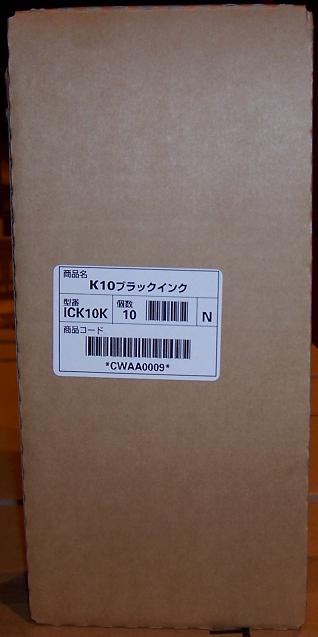 商品名
K10ブラックインク
型番
ICK10K
個数
10
N
商品コード
*CWAA0009*